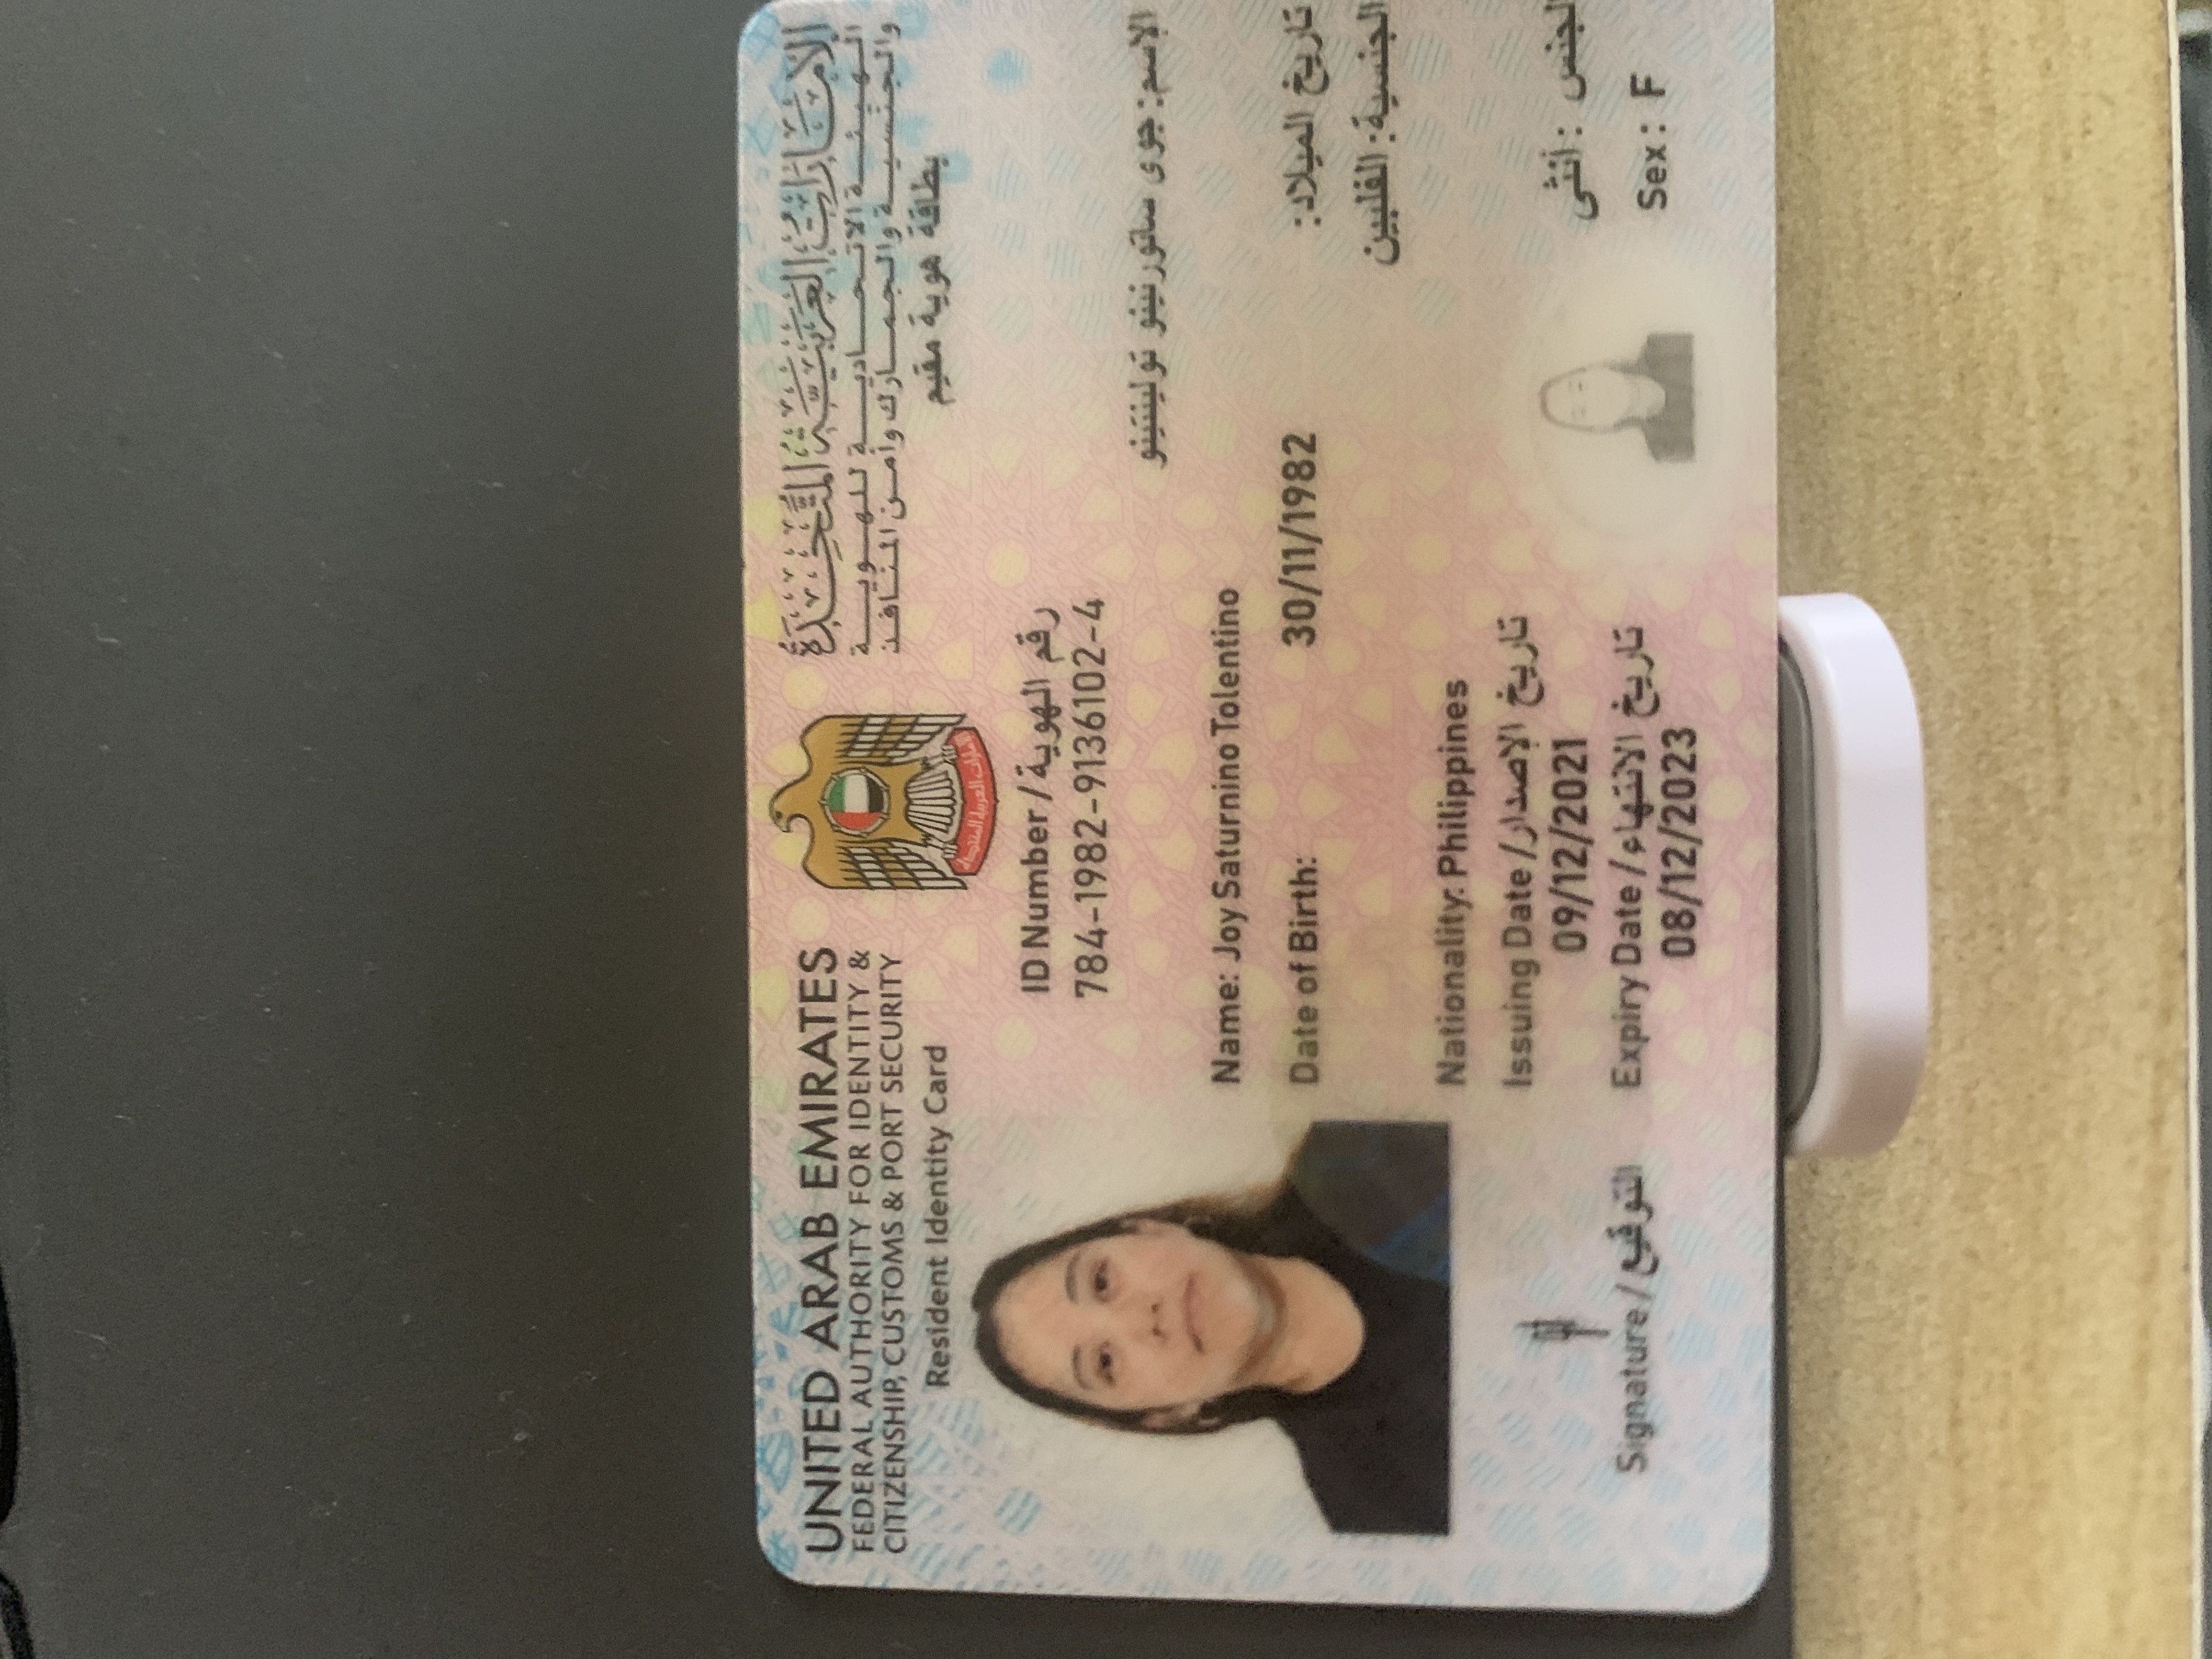 UNITED ARAB EMIRATES
FEDERAL AUTHORITY FOR IDENTITY &
CITIZENSHIP, CUSTOMS & PORT SECURITY
Resident Identity Card
الإمارات العربية المتحدة
الهيئة الاتحادية للهوية
والجنسية والجمارك وأمن المنافذ
بطاقة هوية مقيم
الامارات العربية المتحدة
ID Number / رقم الهوية
784-1982-9136102-4
الإسم: جوى ساتورنينو تولينتينو
Name: Joy Saturnino Tolentino
Date of Birth: 30/11/1982 تاريخ الميلاد:
الجنسية: الفلبين
Nationality: Philippines
Issuing Date / تاريخ الإصدار
09/12/2021
Expiry Date / تاريخ الانتهاء
08/12/2023
Signature / التوقيع
الجنس : أنثى
Sex : F